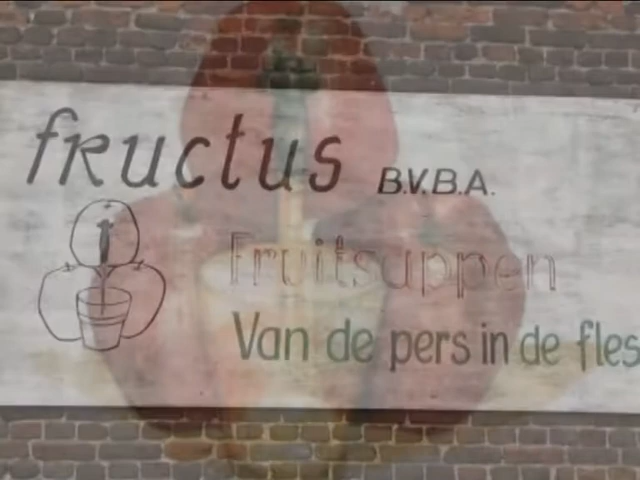 fructus B.V.B.A.
Fruitsappen
Van de pers in de fles